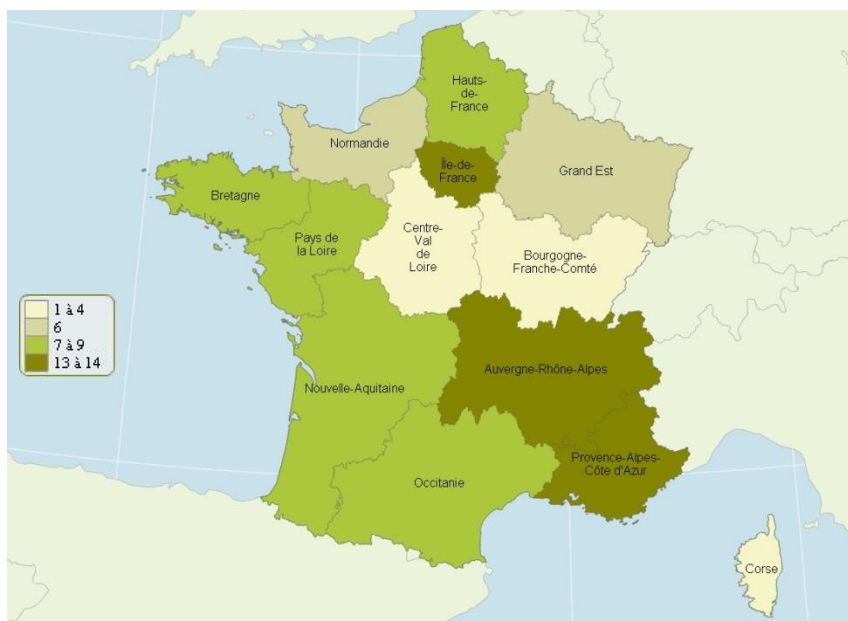 Hauts-
de-
France
Normandie
Île-de-
France
Grand Est
Bretagne
Pays de
la Loire
Centre-
Val
de
Loire
Bourgogne-
Franche-Comté
1 à 4
6
7 à 9
13 à 14
Nouvelle-Aquitaine
Auvergne-Rhône-Alpes
Provence-Alpes-
Côte d'Azur
Occitanie
Corse